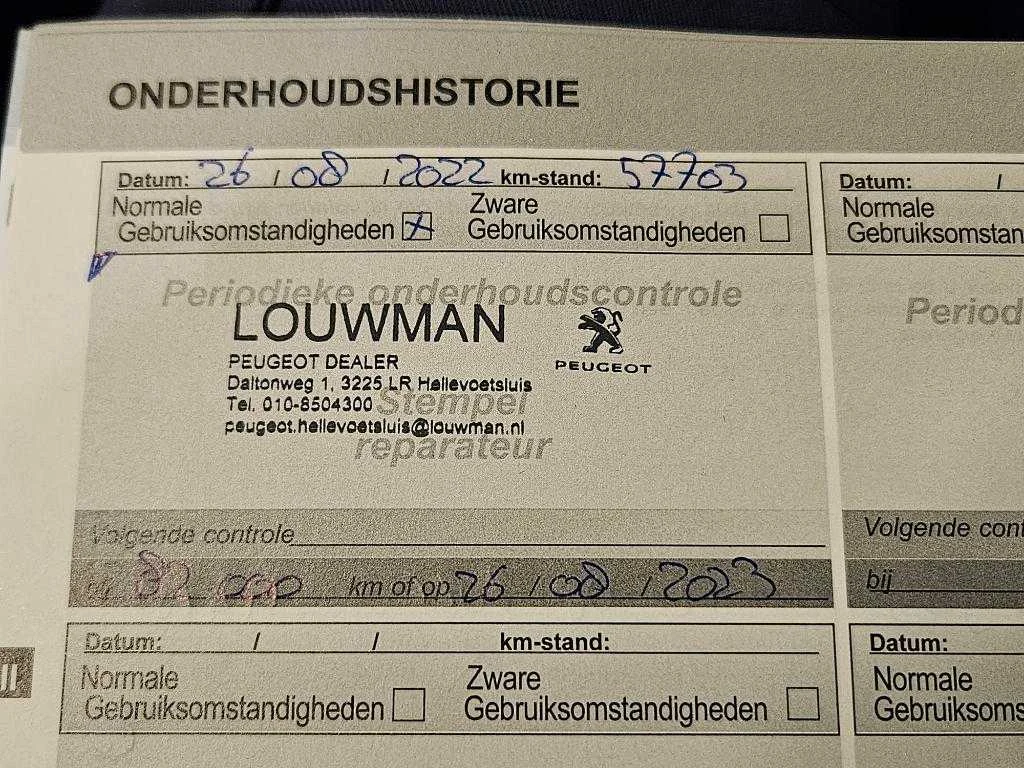 ONDERHOUDSHISTORIE
Datum: 26 / 08 / 2022 km-stand: 57703
Normale
Gebruiksomstandigheden
Zware
Gebruiksomstandigheden
Periodieke onderhoudscontrole
LOUWMAN
PEUGEOT DEALER
Daltonweg 1, 3225 LR Hellevoetsluis
Tel. 010-8504300
peugeot.hellevoetsluis@louwman.nl
PEUGEOT
Stempel
reparateur
Volgende controle
bij 82 000 km of op 26 / 08 / 2023
Datum: / / km-stand:
Normale
Gebruiksomstandigheden
Zware
Gebruiksomstandigheden
Datum: /
Normale
Gebruiksomstan
Period
Volgende cont
bij
Datum:
Normale
Gebruiksoms